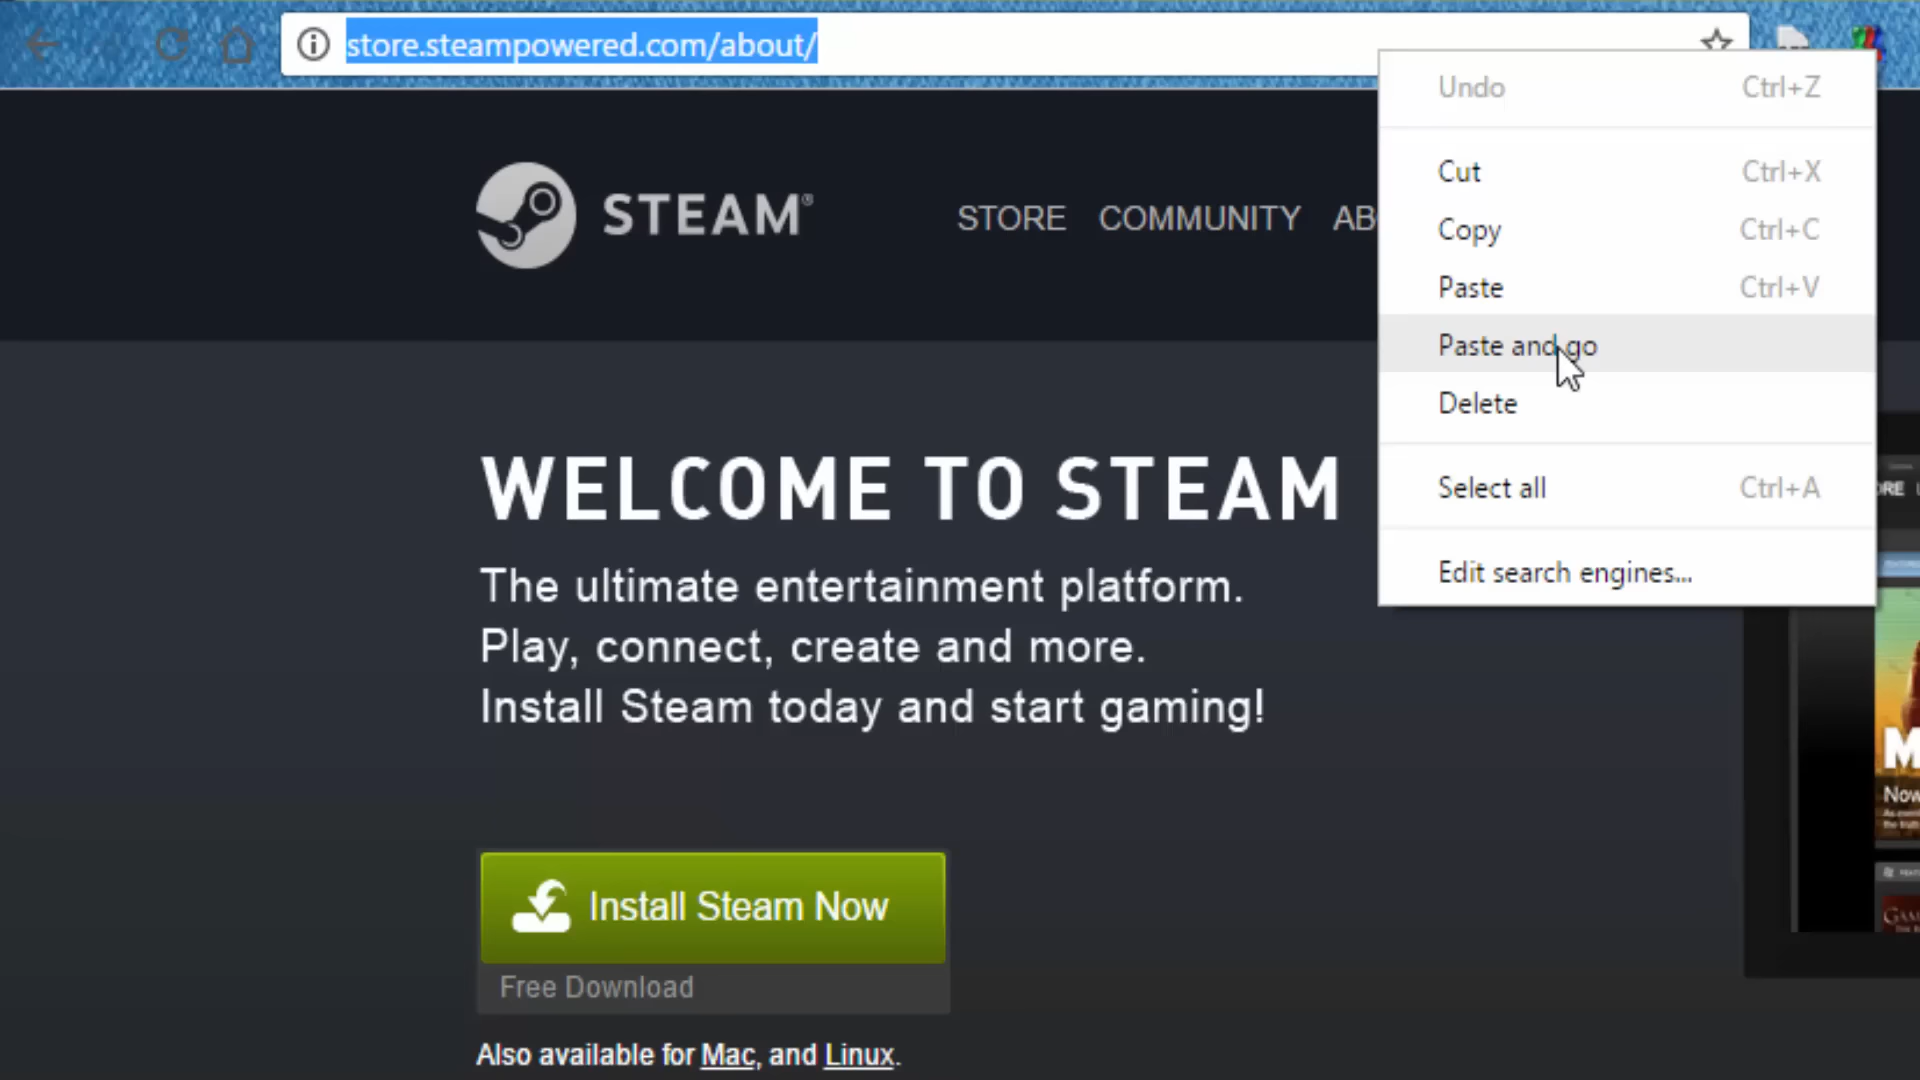 store.steampowered.com/about/
Undo Ctrl+Z
Cut Ctrl+X
Copy Ctrl+C
Paste Ctrl+V
Paste and go
Delete
Select all Ctrl+A
Edit search engines...
STEAM®
STORE COMMUNITY AB
WELCOME TO STEAM
The ultimate entertainment platform.
Play, connect, create and more.
Install Steam today and start gaming!
Install Steam Now
Free Download
Also available for Mac, and Linux.
ORE
M
Now